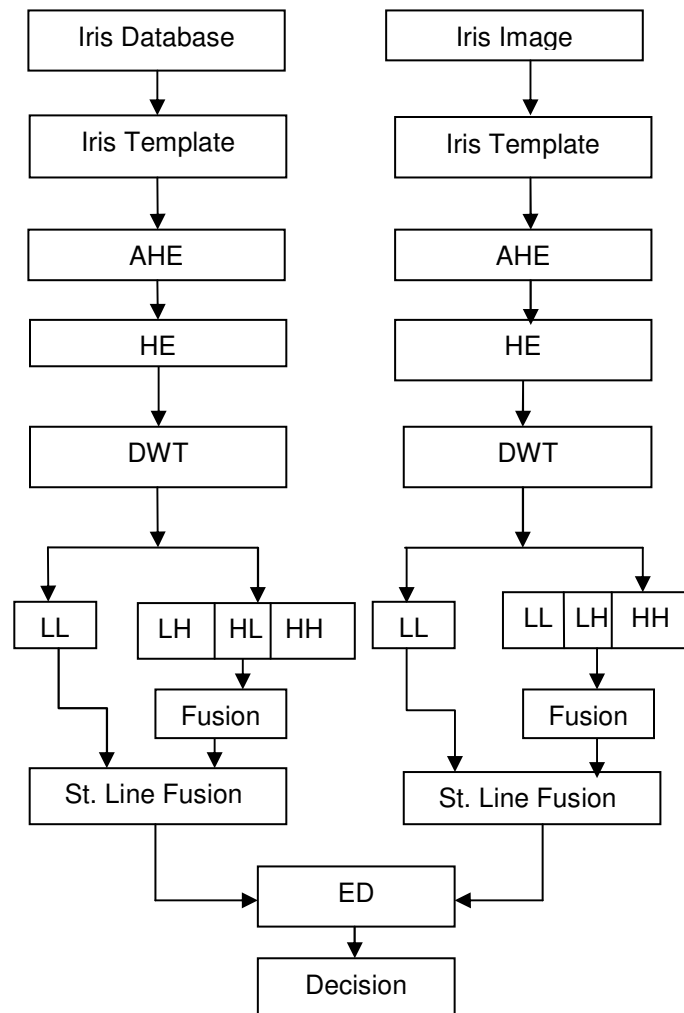 Iris Database
Iris Image
Iris Template
Iris Template
AHE
AHE
HE
HE
DWT
DWT
LL
LH HL HH
LL
LL LH HH
Fusion
Fusion
St. Line Fusion
St. Line Fusion
ED
Decision